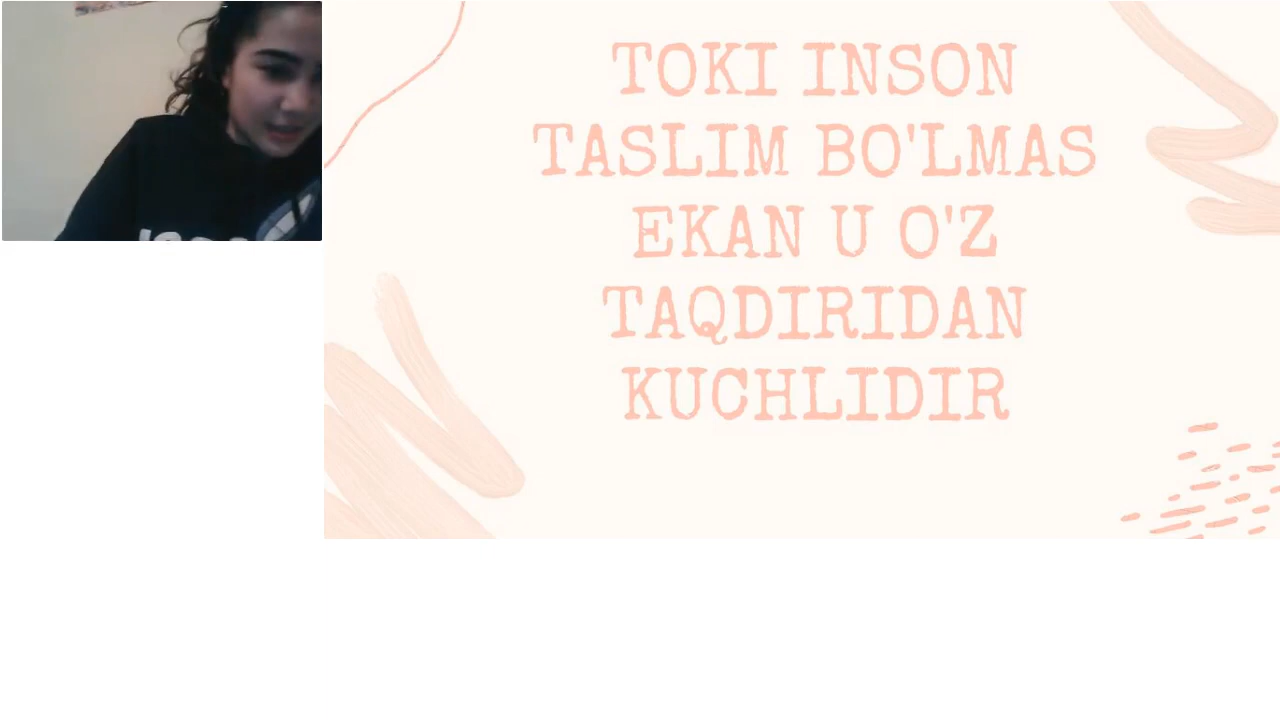 TOKI INSON
TASLIM BO'LMAS
EKAN U O'Z
TAQDIRIDAN
KUCHLIDIR